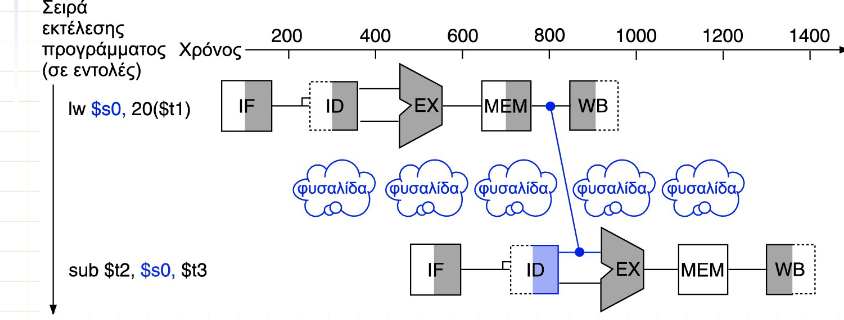 Σειρά
εκτέλεσης
προγράμματος Χρόνος
(σε εντολές)
200 400 600 800 1000 1200 1400
lw $s0, 20($t1)
IF ID EX MEM WB
φυσαλίδα φυσαλίδα φυσαλίδα φυσαλίδα φυσαλίδα
sub $t2, $s0, $t3
IF ID EX MEM WB